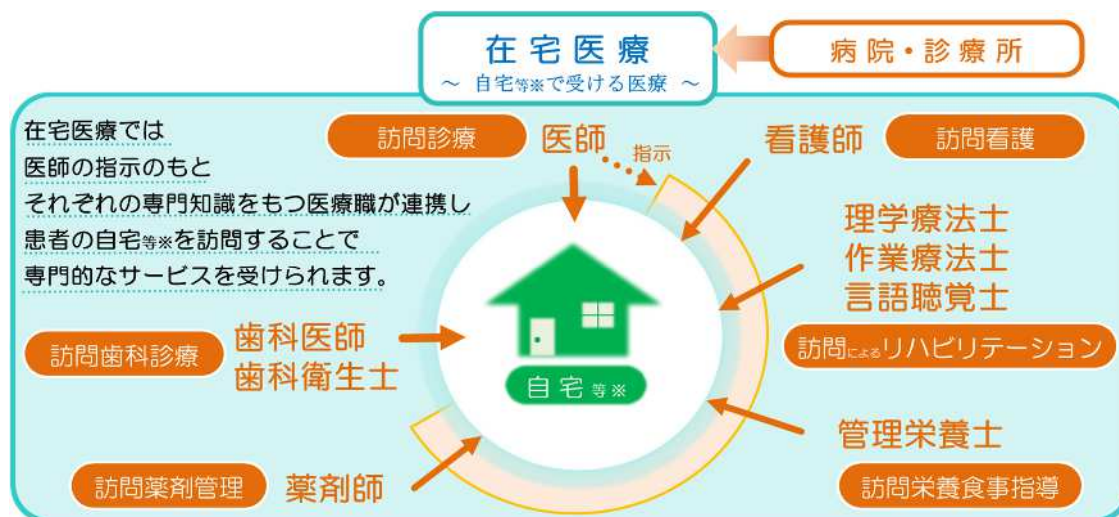 在宅医療
～ 自宅等※で受ける医療 ～
病院・診療所
在宅医療では
医師の指示のもと
それぞれの専門知識をもつ医療職が連携し
患者の自宅等※を訪問することで
専門的なサービスを受けられます。
訪問診療
医師
指示
看護師
訪問看護
理学療法士
作業療法士
言語聴覚士
訪問によるリハビリテーション
訪問歯科診療
歯科医師
歯科衛生士
自宅等※
管理栄養士
訪問栄養食事指導
訪問薬剤管理
薬剤師